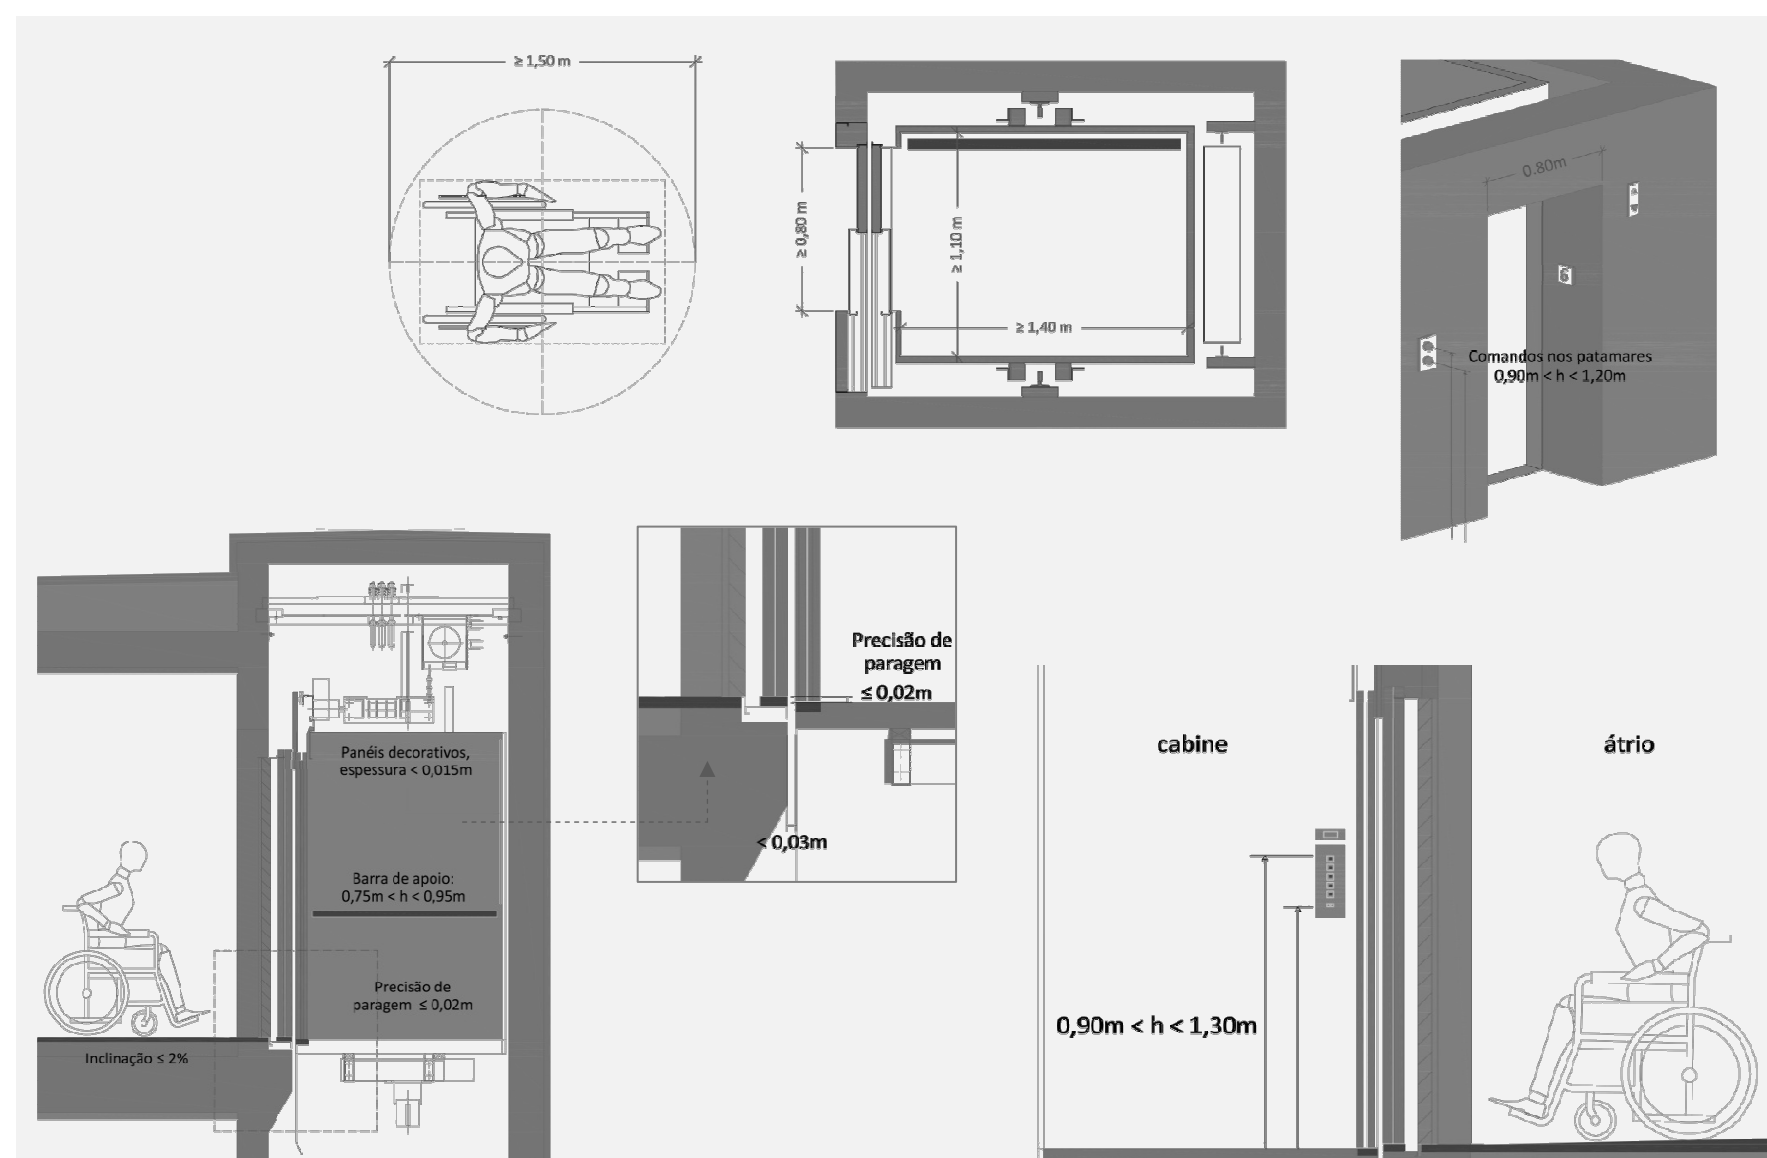 ≥ 1,50 m
≥ 0,80 m
≥ 1,10 m
≥ 1,40 m
0.80m
Comandos nos patamares
0,90m < h < 1,20m
Panéis decorativos,
espessura < 0,015m
Barra de apoio:
0,75m < h < 0,95m
Precisão de
paragem ≤ 0,02m
Inclinação ≤ 2%
Precisão de
paragem
≤ 0,02m
< 0,03m
cabine
átrio
0,90m < h < 1,30m